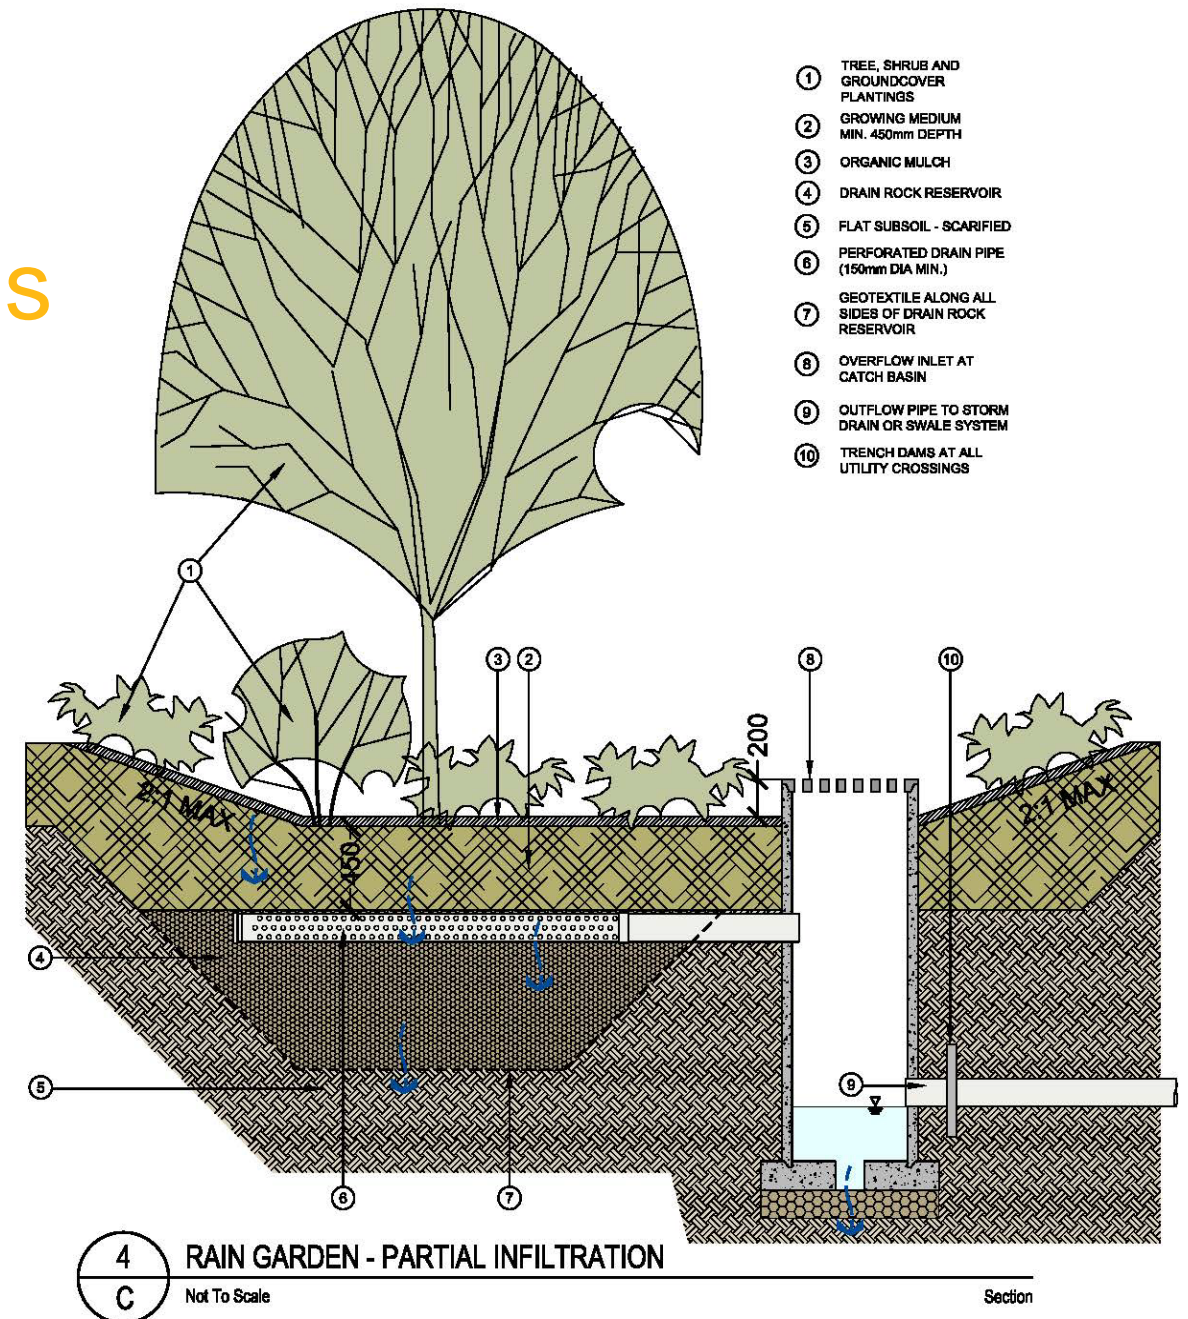 1 TREE, SHRUB AND
GROUNDCOVER
PLANTINGS
2 GROWING MEDIUM
MIN. 450mm DEPTH
3 ORGANIC MULCH
4 DRAIN ROCK RESERVOIR
5 FLAT SUBSOIL - SCARIFIED
6 PERFORATED DRAIN PIPE
(150mm DIA MIN.)
7 GEOTEXTILE ALONG ALL
SIDES OF DRAIN ROCK
RESERVOIR
8 OVERFLOW INLET AT
CATCH BASIN
9 OUTFLOW PIPE TO STORM
DRAIN OR SWALE SYSTEM
10 TRENCH DAMS AT ALL
UTILITY CROSSINGS
s
1
3 2 8 10
200
2:1 MAX
2:1 MAX
450
4
5
9
6 7
4
C
RAIN GARDEN - PARTIAL INFILTRATION
Not To Scale Section